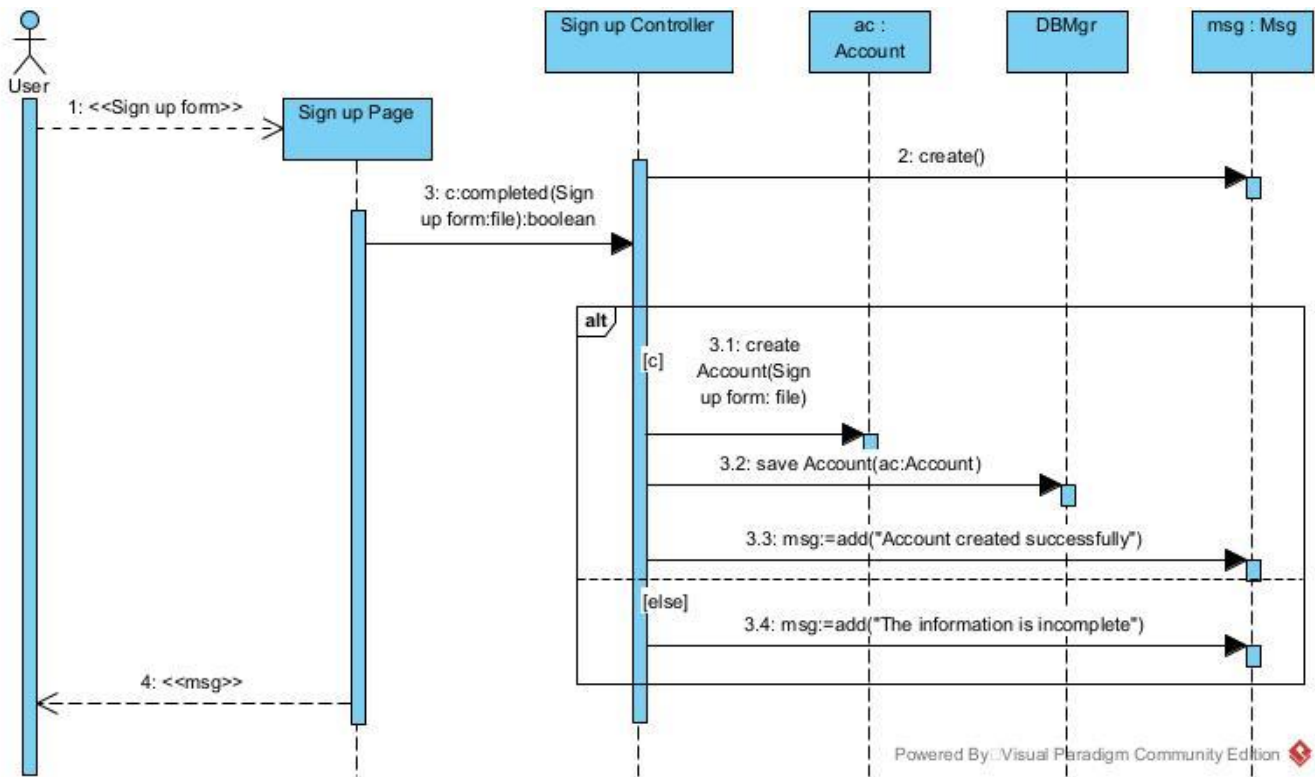 User
Sign up Controller
ac :
Account
DBMgr
msg : Msg
1: <<Sign up form>>
Sign up Page
2: create()
3: c:completed(Sign
up form:file):boolean
alt
[c]
3.1: create
Account(Sign
up form: file)
3.2: save Account(ac:Account)
3.3: msg:=add("Account created successfully")
[else]
3.4: msg:=add("The information is incomplete")
4: <<msg>>
Powered By Visual Paradigm Community Edition